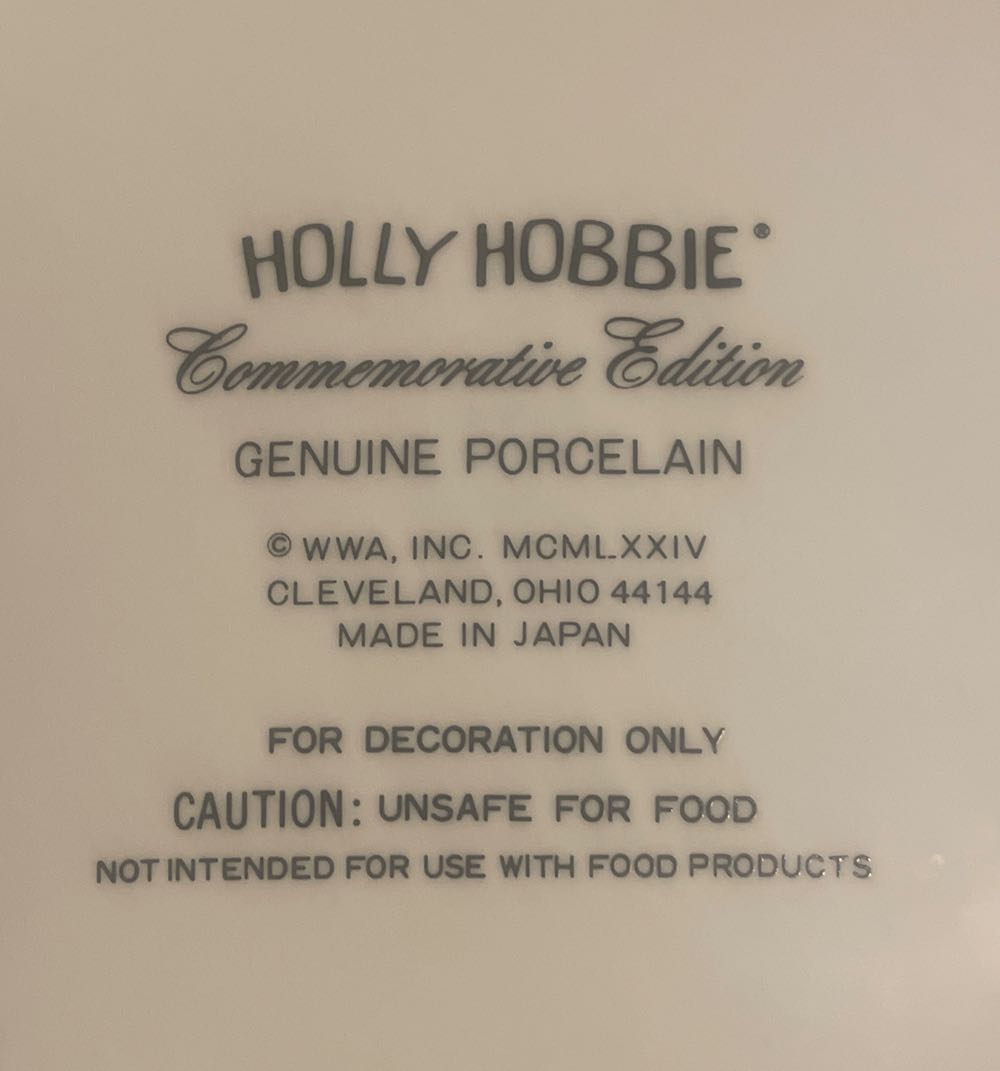 HOLLY HOBBIE®
Commemorative Edition
GENUINE PORCELAIN
© WWA, INC. MCMLXXIV
CLEVELAND, OHIO 44144
MADE IN JAPAN
FOR DECORATION ONLY
CAUTION: UNSAFE FOR FOOD
NOT INTENDED FOR USE WITH FOOD PRODUCTS